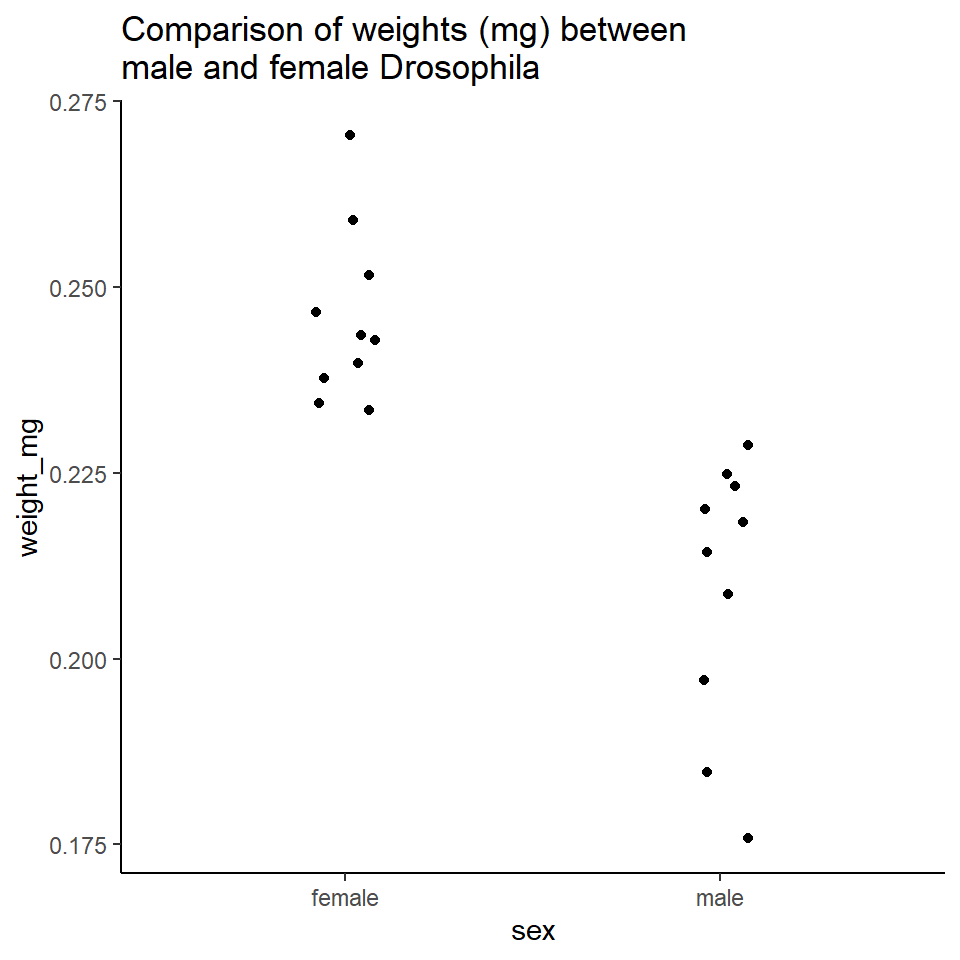 Comparison of weights (mg) between
male and female Drosophila
0.275
0.250
0.225
0.200
0.175
weight_mg
female
male
sex